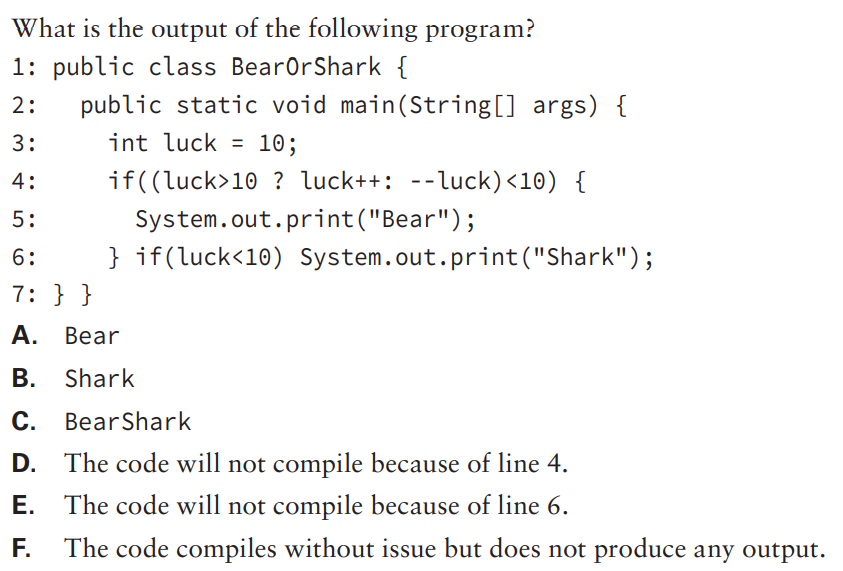 What is the output of the following program?
1: public class BearOrShark {
2:   public static void main(String[] args) {
3:     int luck = 10;
4:     if((luck>10 ? luck++: --luck)<10) {
5:       System.out.print("Bear");
6:     } if(luck<10) System.out.print("Shark");
7: } }
A. Bear
B. Shark
C. BearShark
D. The code will not compile because of line 4.
E. The code will not compile because of line 6.
F. The code compiles without issue but does not produce any output.